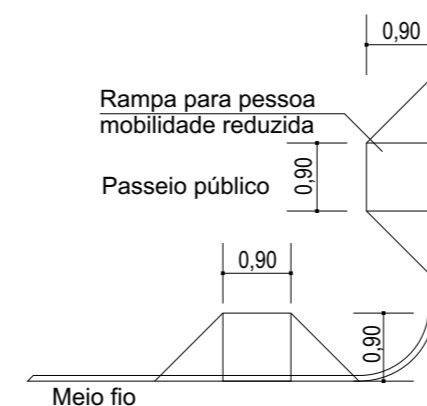 0,90
Rampa para pessoa
mobilidade reduzida
Passeio público
0,90
0,90
0,90
Meio fio